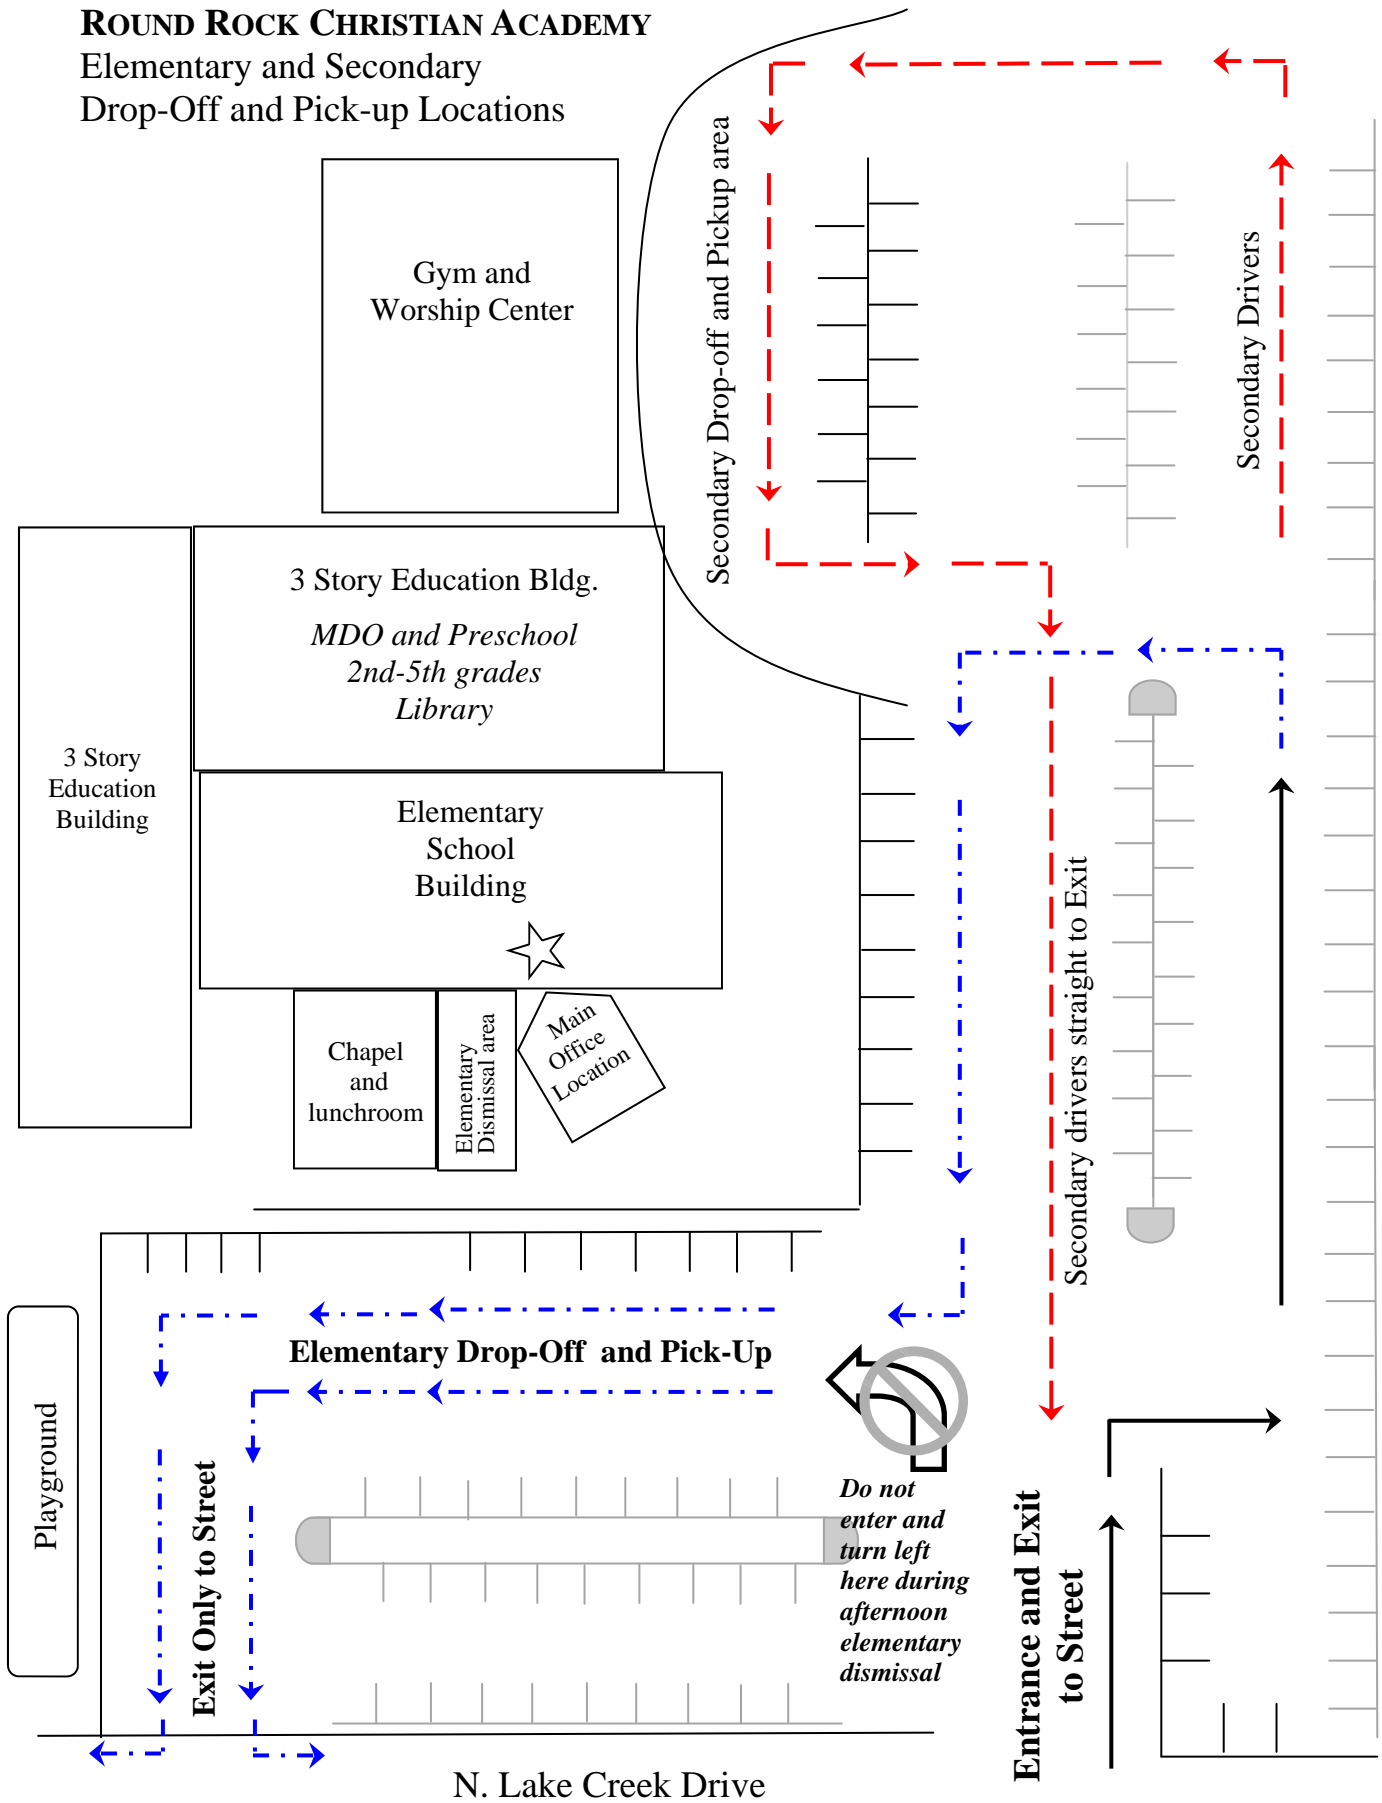 ROUND ROCK CHRISTIAN ACADEMY
Elementary and Secondary
Drop-Off and Pick-up Locations
Gym and
Worship Center
Secondary Drop-off and Pickup area
Secondary Drivers
3 Story Education Bldg.
MDO and Preschool
2nd-5th grades
Library
3 Story
Education
Building
Elementary
School
Building
Chapel
and
lunchroom
Elementary
Dismissal area
Main
Office
Location
Secondary drivers straight to Exit
Elementary Drop-Off  and Pick-Up
Playground
Exit Only to Street
Do not
enter and
turn left
here during
afternoon
elementary
dismissal
Entrance and Exit
to Street
N. Lake Creek Drive